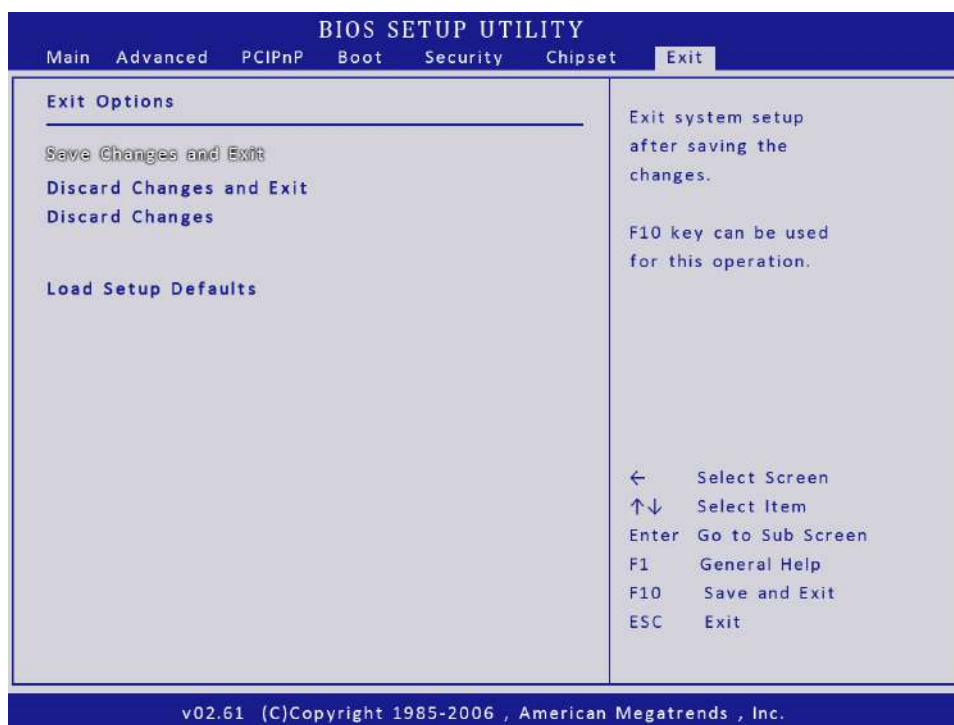 BIOS SETUP UTILITY
Main Advanced PCIPnP Boot Security Chipset Exit
Exit Options
Save Changes and Exit
Discard Changes and Exit
Discard Changes
Load Setup Defaults
Exit system setup
after saving the
changes.
F10 key can be used
for this operation.
← Select Screen
↑↓ Select Item
Enter Go to Sub Screen
F1 General Help
F10 Save and Exit
ESC Exit
v02.61 (C)Copyright 1985-2006 , American Megatrends , Inc.